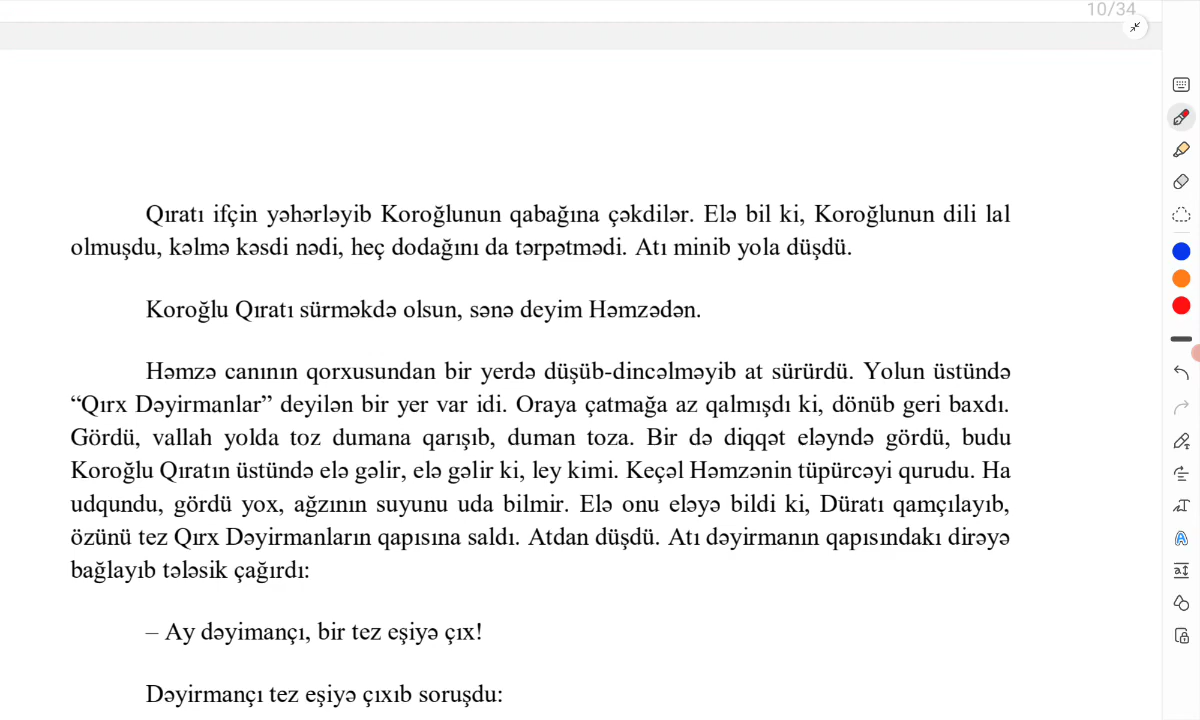 10/34
Qıratı ifçin yəhərləyib Koroğlunun qabağına çəkdilər. Elə bil ki, Koroğlunun dili lal
olmuşdu, kəlmə kəsdi nədi, heç dodağını da tərpətmədi. Atı minib yola düşdü.
Koroğlu Qıratı sürməkdə olsun, sənə deyim Həmzədən.
Həmzə canının qorxusundan bir yerdə düşüb-dincəlməyib at sürürdü. Yolun üstündə
“Qırx Dəyirmanlar” deyilən bir yer var idi. Oraya çatmağa az qalmışdı ki, dönüb geri baxdı.
Gördü, vallah yolda toz dumana qarışıb, duman toza. Bir də diqqət eləyndə gördü, budu
Koroğlu Qıratın üstündə elə gəlir, elə gəlir ki, ley kimi. Keçəl Həmzənin tüpürcəyi qurudu. Ha
udqundu, gördü yox, ağzının suyunu uda bilmir. Elə onu eləyə bildi ki, Düratı qamçılayıb,
özünü tez Qırx Dəyirmanların qapısına saldı. Atdan düşdü. Atı dəyirmanın qapısındakı dirəyə
bağlayıb tələsik çağırdı:
– Ay dəyimançı, bir tez eşiyə çıx!
Dəyirmançı tez eşiyə çıxıb soruşdu: